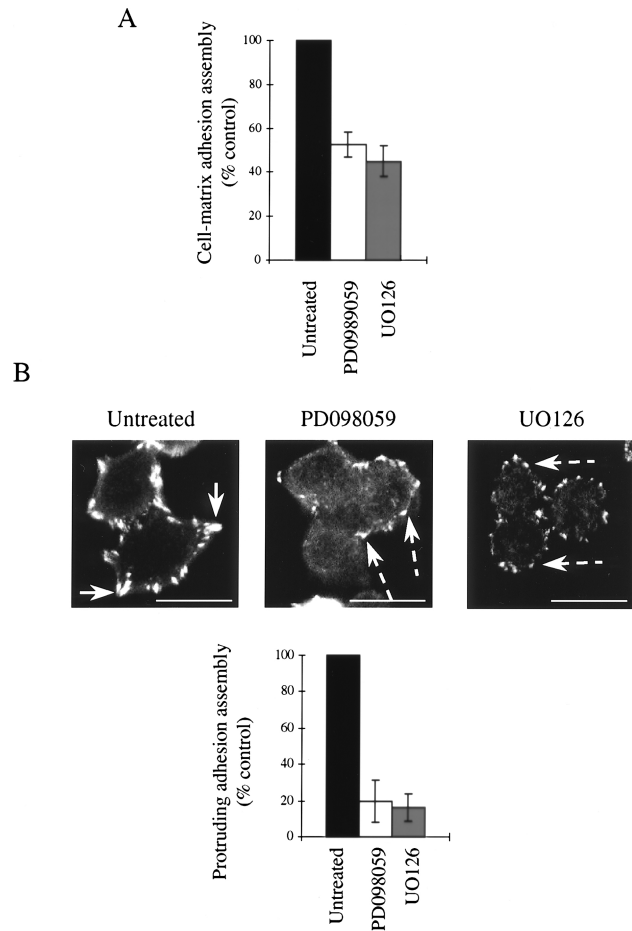 A
Cell-matrix adhesion assembly
(% control)
100
80
60
40
20
0
Untreated
PD0989059
UO126
B
Untreated
PD098059
UO126
Protruding adhesion assembly
(% control)
100
80
60
40
20
0
Untreated
PD098059
UO126